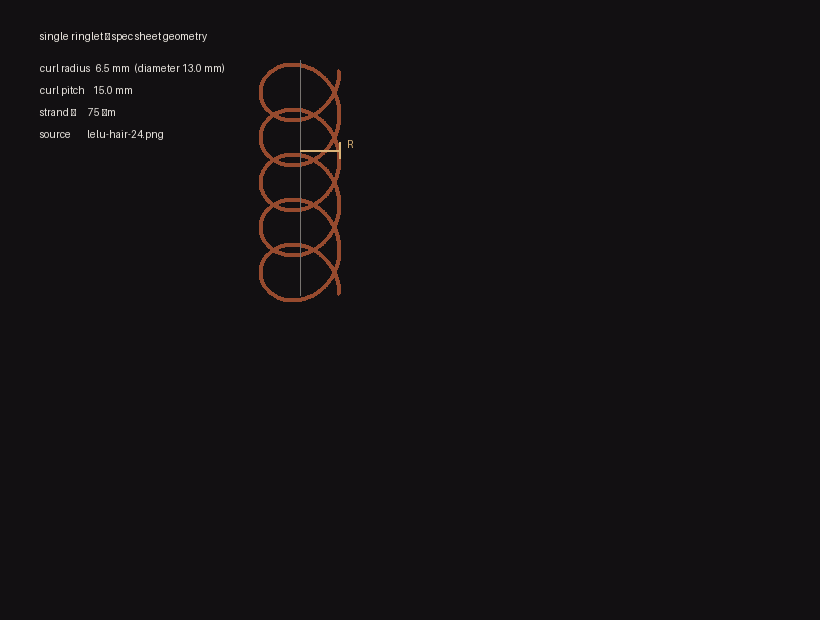 single ringlet ▯ spec sheet geometry
curl radius 6.5 mm (diameter 13.0 mm)
curl pitch 15.0 mm
strand ▯ 75 ▯m
source lelu-hair-24.png
R